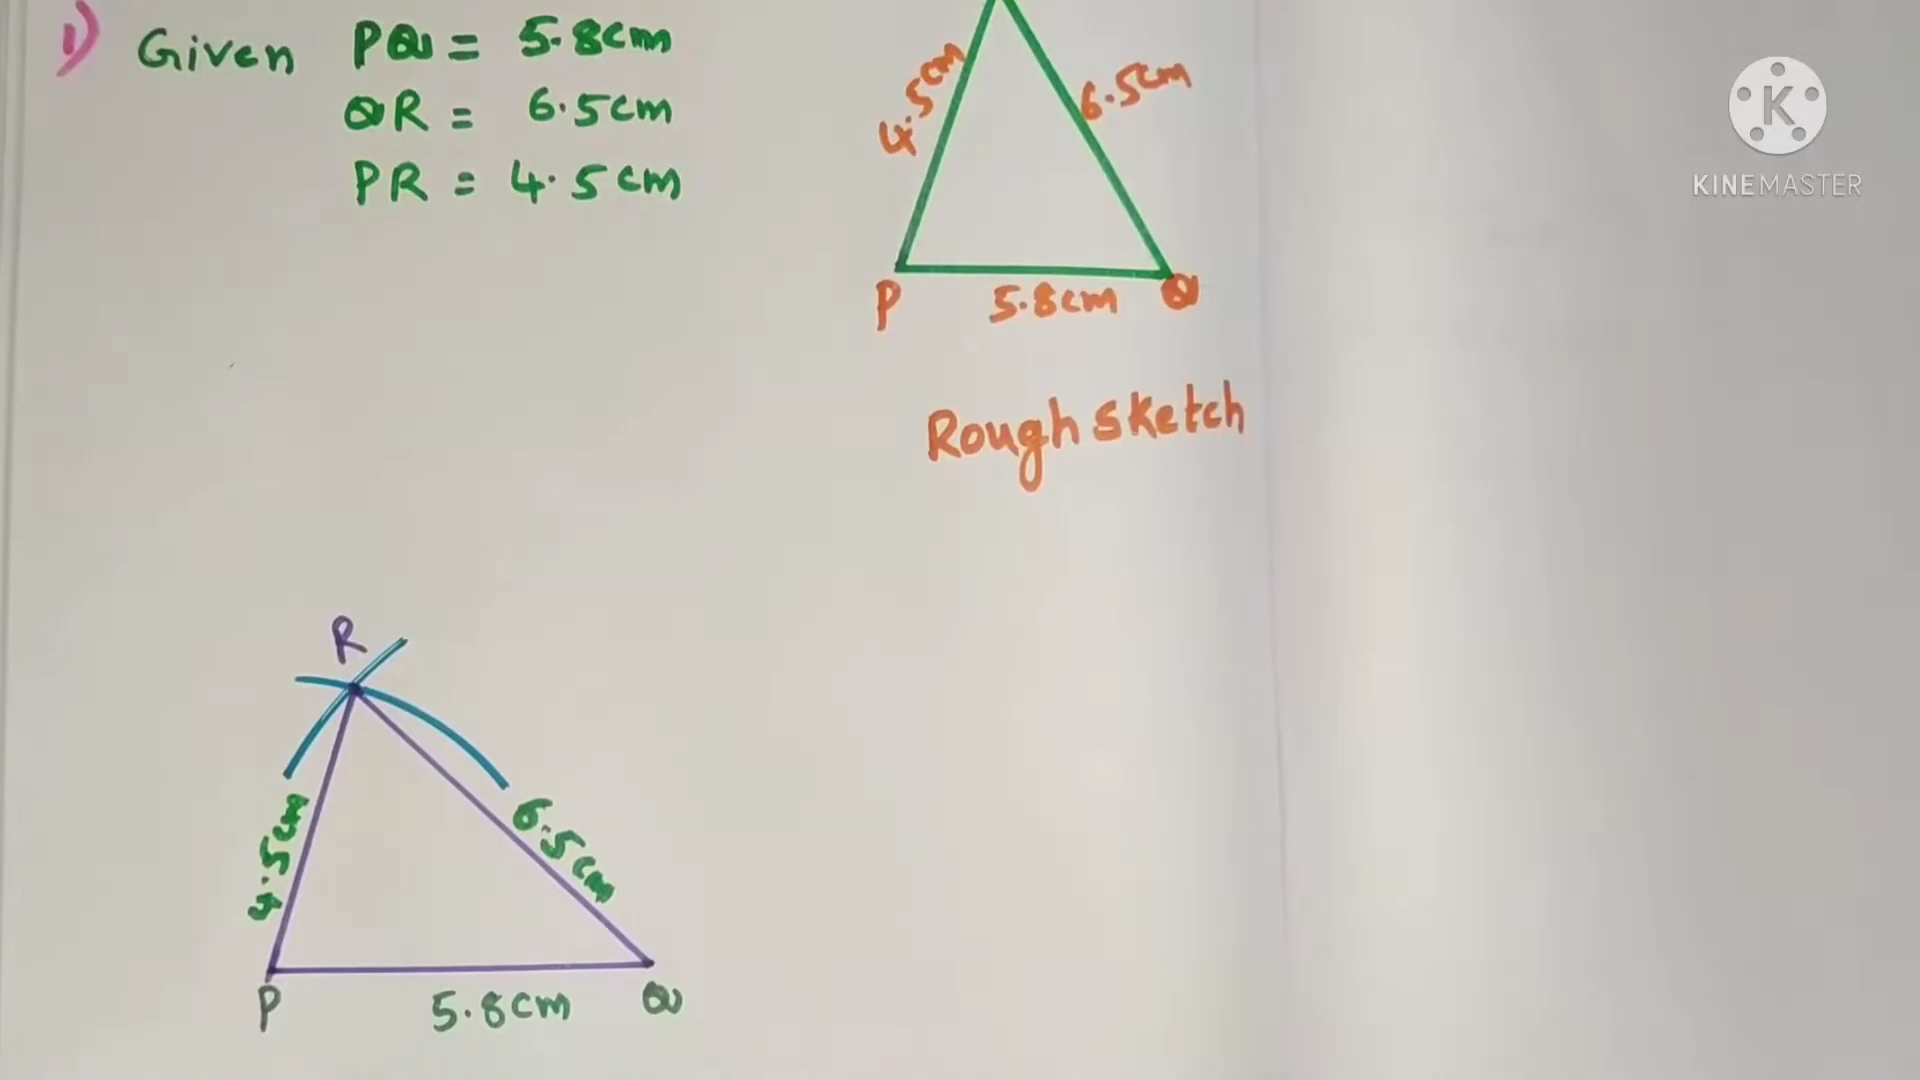 1) Given PQ = 5.8cm
QR = 6.5cm
PR = 4.5cm
4.5cm
6.5cm
P 5.8cm Q
Rough sketch
R
4.5cm
6.5cm
P 5.8cm Q
K
KINEMASTER